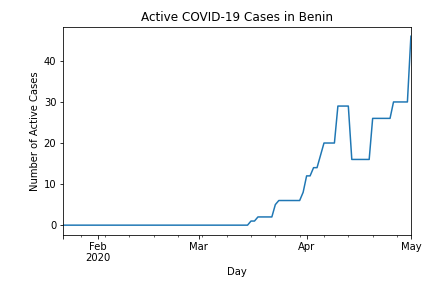 Active COVID-19 Cases in Benin
Number of Active Cases
40
30
20
10
0
Feb
2020
Mar
Apr
May
Day